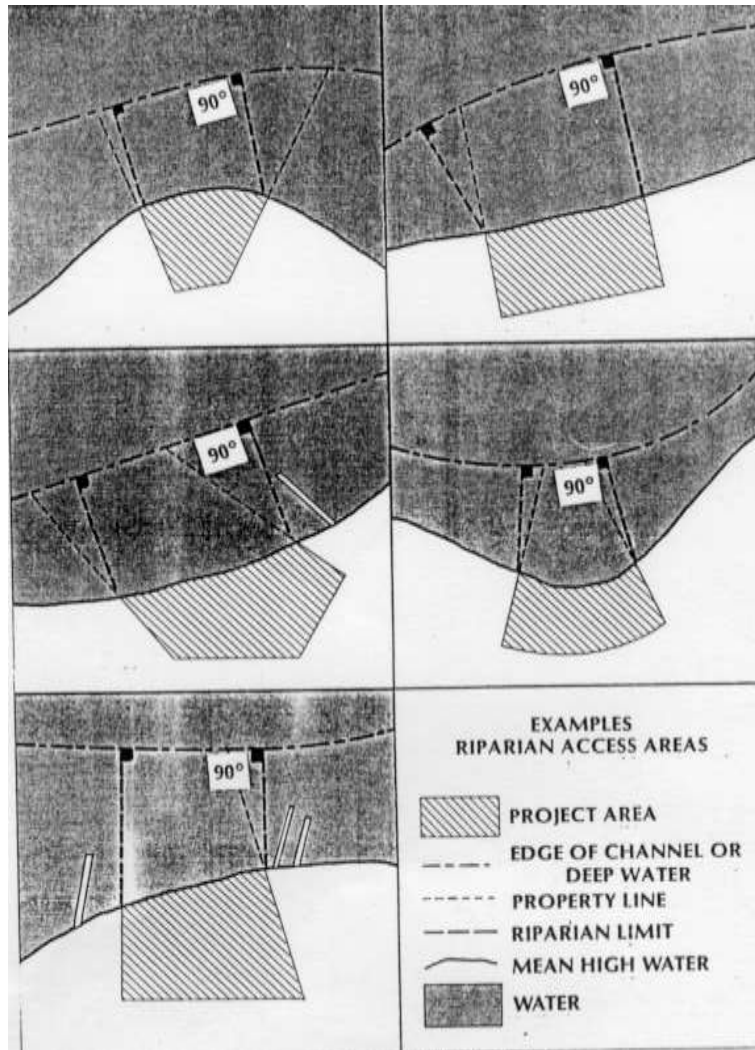 90°
90°
90°
90°
90°
EXAMPLES
RIPARIAN ACCESS AREAS
PROJECT AREA
EDGE OF CHANNEL OR
DEEP WATER
PROPERTY LINE
RIPARIAN LIMIT
MEAN HIGH WATER
WATER